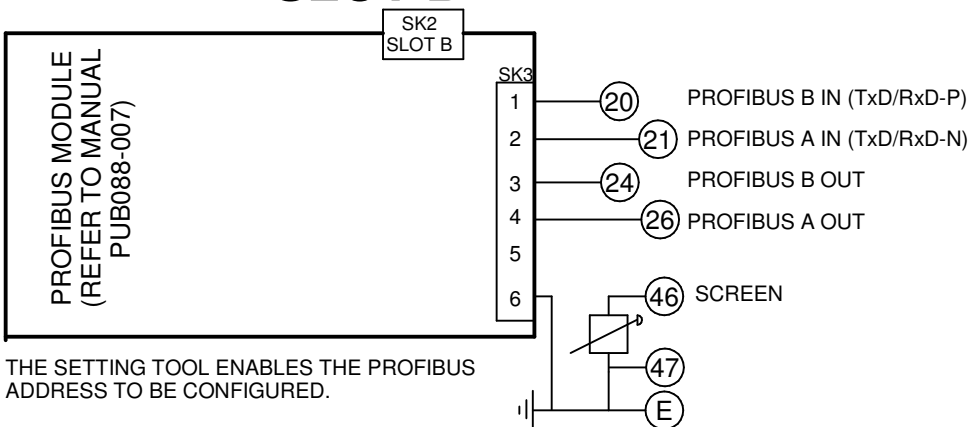 SK2
SLOT B
PROFIBUS MODULE
(REFER TO MANUAL
PUB088-007)
SK3
1
20
PROFIBUS B IN (TxD/RxD-P)
2
21
PROFIBUS A IN (TxD/RxD-N)
3
24
PROFIBUS B OUT
4
26
PROFIBUS A OUT
5
6
46
SCREEN
47
E
THE SETTING TOOL ENABLES THE PROFIBUS
ADDRESS TO BE CONFIGURED.